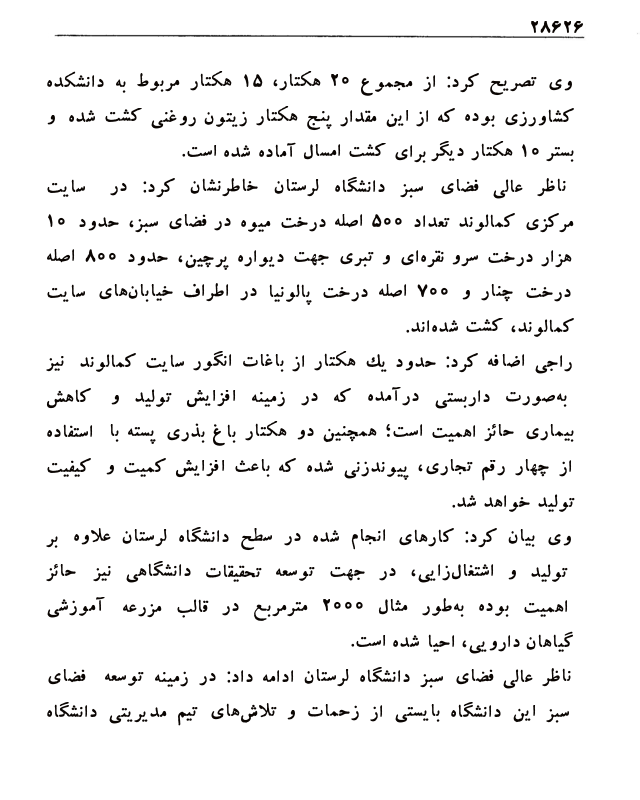 ۲۸۶۲۶
وی تصریح کرد: از مجموع ۲۰ هکتار، ۱۵ هکتار مربوط به دانشکده
کشاورزی بوده که از این مقدار پنج هکتار زیتون روغنی کشت شده و
بستر ۱۰ هکتار دیگر برای کشت امسال آماده شده است.
ناظر عالی فضای سبز دانشگاه لرستان خاطرنشان کرد: در سایت
مرکزی کمالوند تعداد ۵۰۰ اصله درخت میوه در فضای سبز، حدود ۱۰
هزار درخت سرو نقره‌ای و تبری جهت دیواره پرچین، حدود ۸۰۰ اصله
درخت چنار و ۷۰۰ اصله درخت پالونیا در اطراف خیابان‌های سایت
کمالوند، کشت شده‌اند.
راجی اضافه کرد: حدود یك هکتار از باغات انگور سایت کمالوند نیز
به‌صورت داربستی درآمده که در زمینه افزایش تولید و کاهش
بیماری حائز اهمیت است؛ همچنین دو هکتار باغ بذری پسته با استفاده
از چهار رقم تجاری، پیوندزنی شده که باعث افزایش کمیت و کیفیت
تولید خواهد شد.
وی بیان کرد: کارهای انجام شده در سطح دانشگاه لرستان علاوه بر
تولید و اشتغال‌زایی، در جهت توسعه تحقیقات دانشگاهی نیز حائز
اهمیت بوده به‌طور مثال ۲۰۰۰ مترمربع در قالب مزرعه آموزشی
گیاهان دارویی، احیا شده است.
ناظر عالی فضای سبز دانشگاه لرستان ادامه داد: در زمینه توسعه فضای
سبز این دانشگاه بایستی از زحمات و تلاش‌های تیم مدیریتی دانشگاه